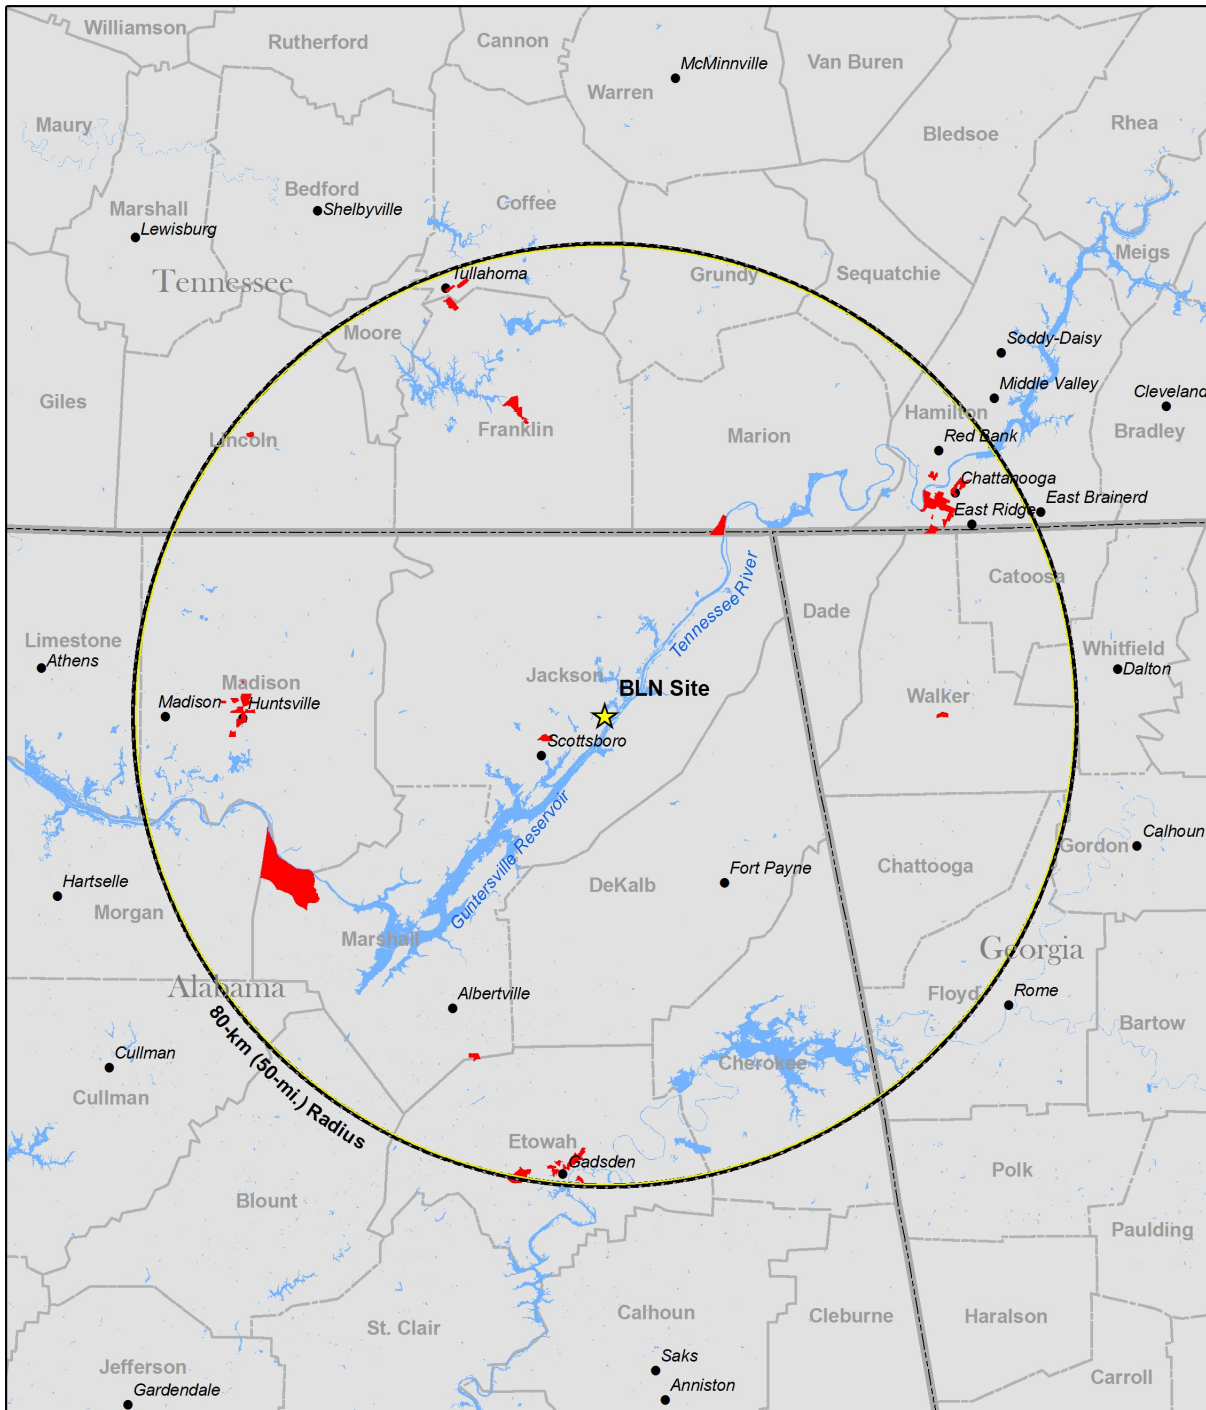 Williamson
Rutherford
Cannon
McMinnville
Van Buren
Warren
Maury
Bledsoe
Rhea
Bedford
Shelbyville
Marshall
Lewisburg
Coffee
Meigs
Tennessee
Tullahoma
Grundy
Sequatchie
Moore
Soddy-Daisy
Middle Valley
Cleveland
Giles
Hamilton
Lincoln
Franklin
Marion
Red Bank
Bradley
Chattanooga
East Ridge
East Brainerd
Catoosa
Tennessee River
Dade
Limestone
Athens
Whitfield
Dalton
Jackson
BLN Site
Madison
Madison
Huntsville
Walker
Scottsboro
Guntersville Reservoir
Calhoun
Gordon
Chattooga
Fort Payne
DeKalb
Hartselle
Morgan
Marshall
Georgia
Alabama
Albertville
Floyd
Rome
Bartow
80-km (50-mi.) Radius
Cullman
Cullman
Cherokee
Etowah
Gadsden
Polk
Blount
Paulding
Calhoun
Cleburne
Haralson
St. Clair
Saks
Jefferson
Gardendale
Anniston
Carroll